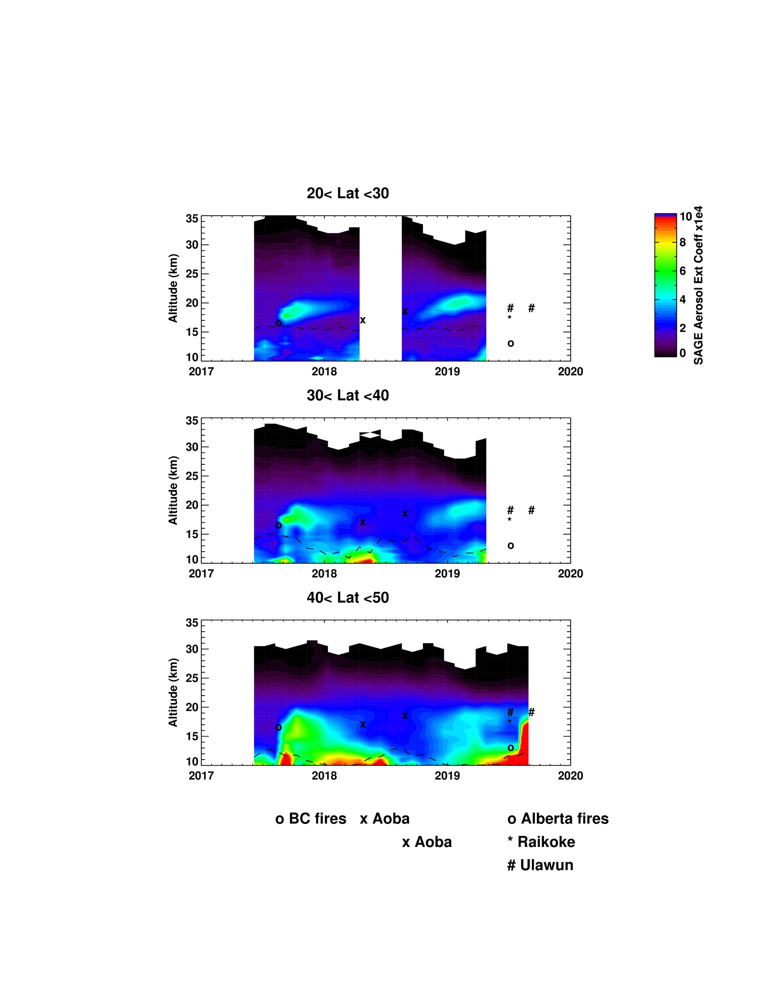 20< Lat <30
35
30
25
20
15
10
Altitude (km)
o
x
x
#
#
*
o
2017
2018
2019
2020
10
8
6
4
2
0
SAGE Aerosol Ext Coeff x1e4
30< Lat <40
35
30
25
20
15
10
Altitude (km)
o
x
x
#
#
*
o
2017
2018
2019
2020
40< Lat <50
35
30
25
20
15
10
Altitude (km)
o
x
x
#
#
*
o
2017
2018
2019
2020
o BC fires
x Aoba
o Alberta fires
x Aoba
* Raikoke
# Ulawun